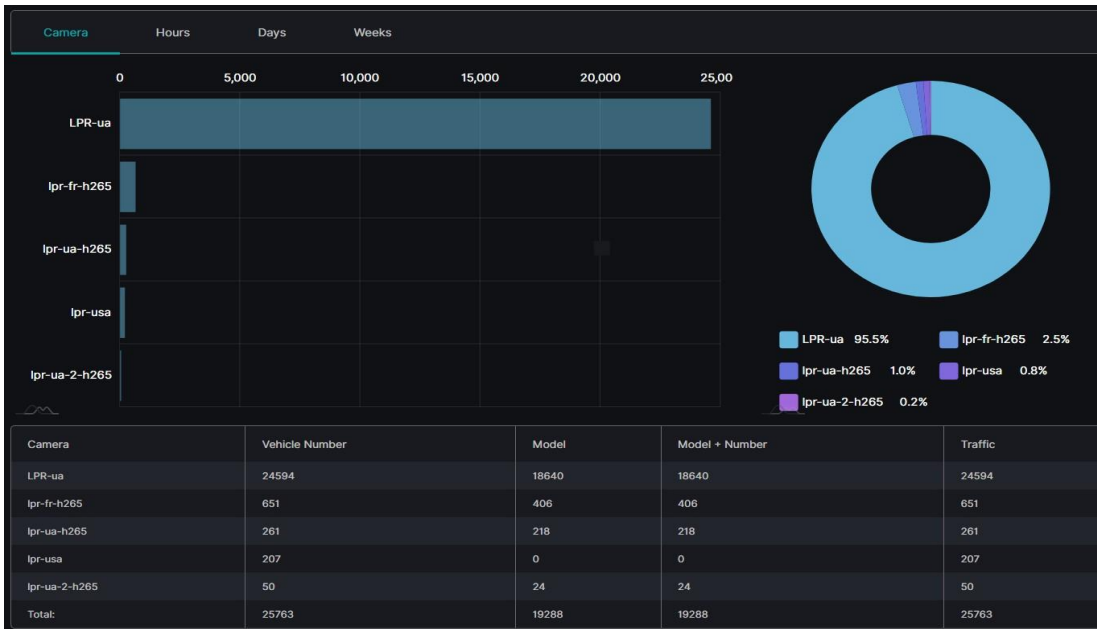 Camera Hours Days Weeks
0 5,000 10,000 15,000 20,000 25,00
LPR-ua
lpr-fr-h265
lpr-ua-h265
lpr-usa
lpr-ua-2-h265
LPR-ua 95.5% lpr-fr-h265 2.5%
lpr-ua-h265 1.0% lpr-usa 0.8%
lpr-ua-2-h265 0.2%
Camera Vehicle Number Model Model + Number Traffic
LPR-ua 24594 18640 18640 24594
lpr-fr-h265 651 406 406 651
lpr-ua-h265 261 218 218 261
lpr-usa 207 0 0 207
lpr-ua-2-h265 50 24 24 50
Total: 25763 19288 19288 25763